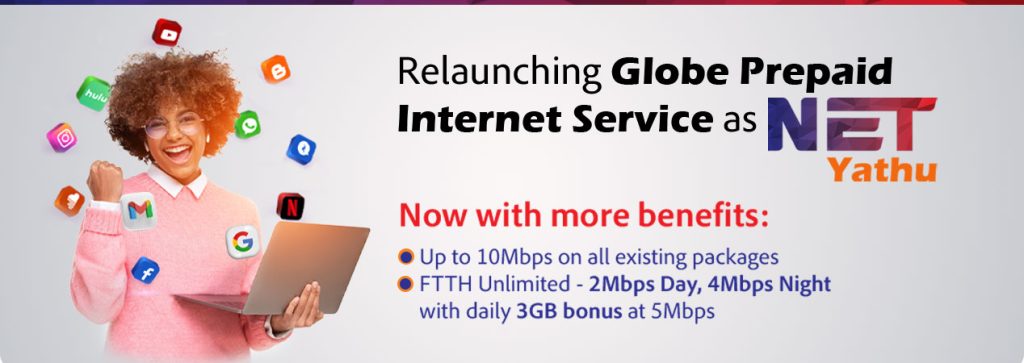 hulu
Relaunching Globe Prepaid
Internet Service as NET
Yathu
Now with more benefits:
Up to 10Mbps on all existing packages
FTTH Unlimited - 2Mbps Day, 4Mbps Night
with daily 3GB bonus at 5Mbps